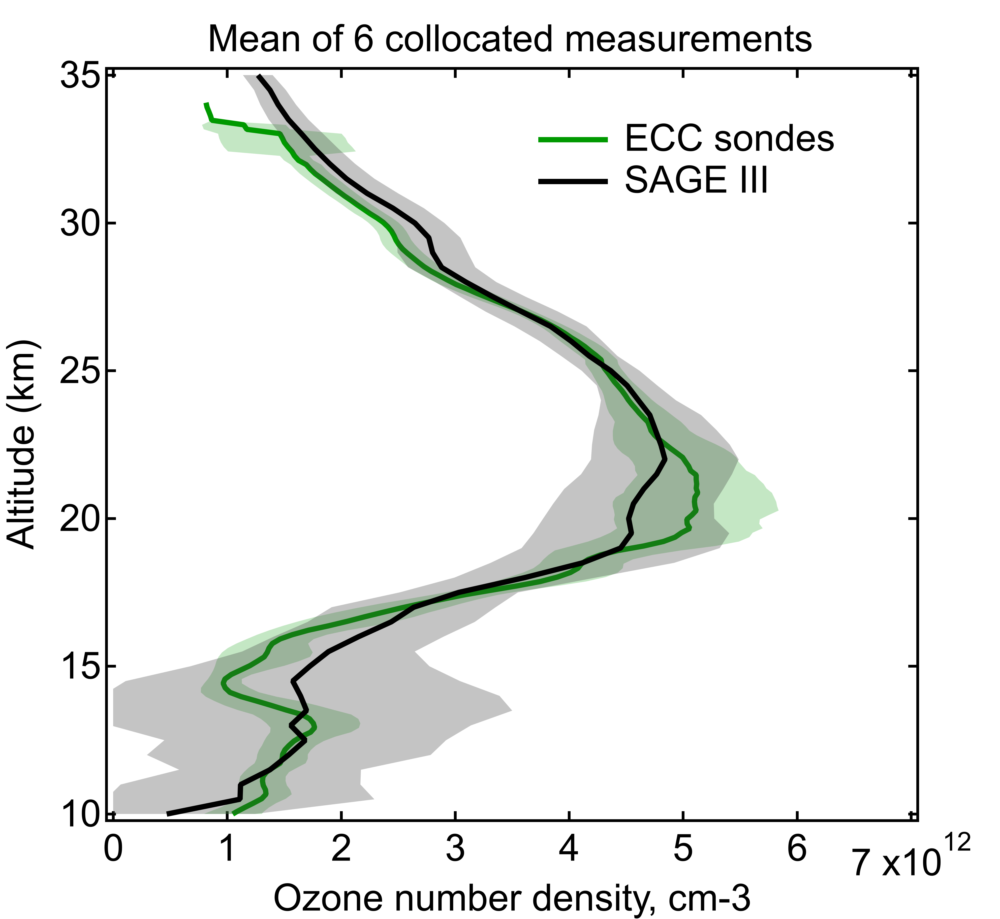 Mean of 6 collocated measurements
35
ECC sondes
SAGE III
30
25
20
15
10
Altitude (km)
0 1 2 3 4 5 6 7 x10 12
Ozone number density, cm-3